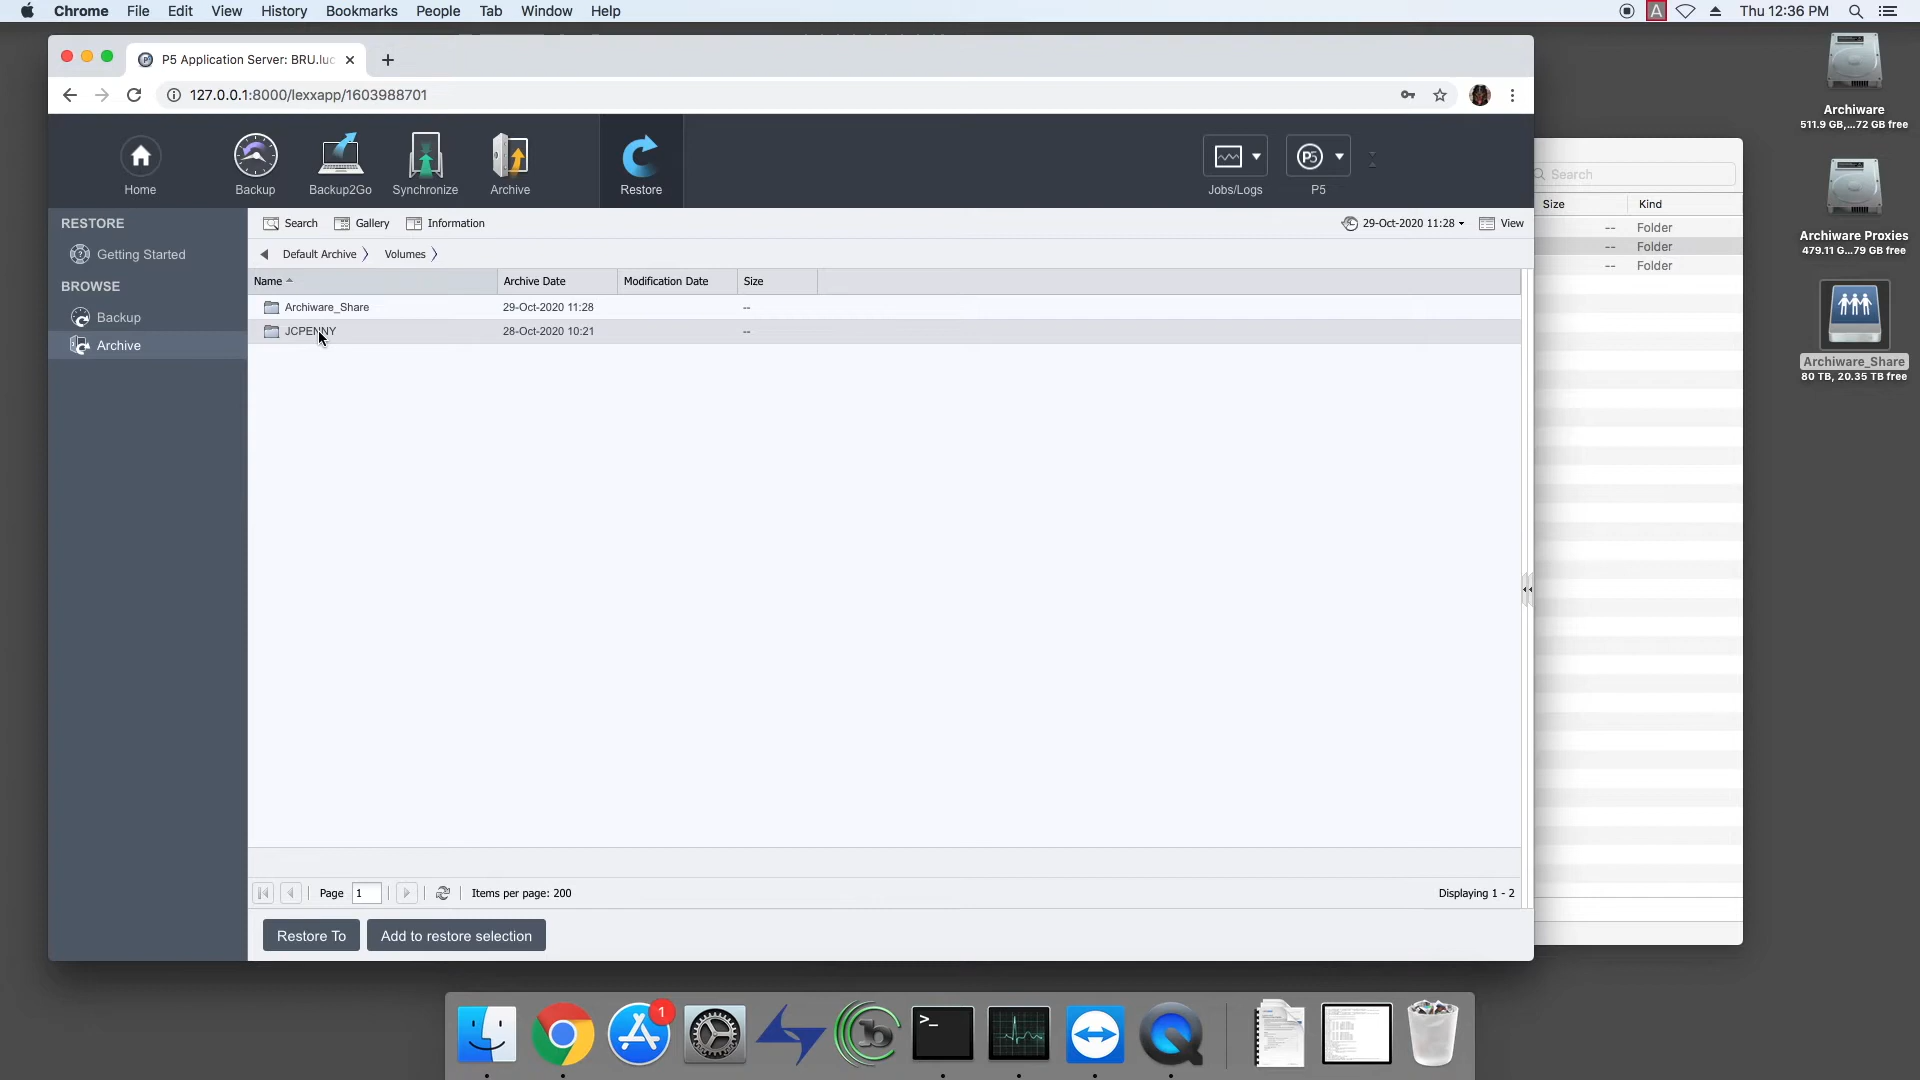 Chrome File Edit View History Bookmarks People Tab Window Help
A Thu 12:36 PM
P5 Application Server: BRU.luc
127.0.0.1:8000/lexxapp/1603988701
Home
Backup
Backup2Go
Synchronize
Archive
Restore
Jobs/Logs
P5
P5
RESTORE
Getting Started
BROWSE
Backup
Archive
Search Gallery Information
29-Oct-2020 11:28 View
Default Archive Volumes
Name Archive Date Modification Date Size
Archiware_Share 29-Oct-2020 11:28 --
JCPENNY 28-Oct-2020 10:21 --
Page 1 Items per page: 200 Displaying 1 - 2
Restore To Add to restore selection
Search
Size Kind
-- Folder
-- Folder
-- Folder
Archiware
511.9 GB,...72 GB free
Archiware Proxies
479.11 G...79 GB free
Archiware_Share
80 TB, 20.35 TB free
1
b
>_